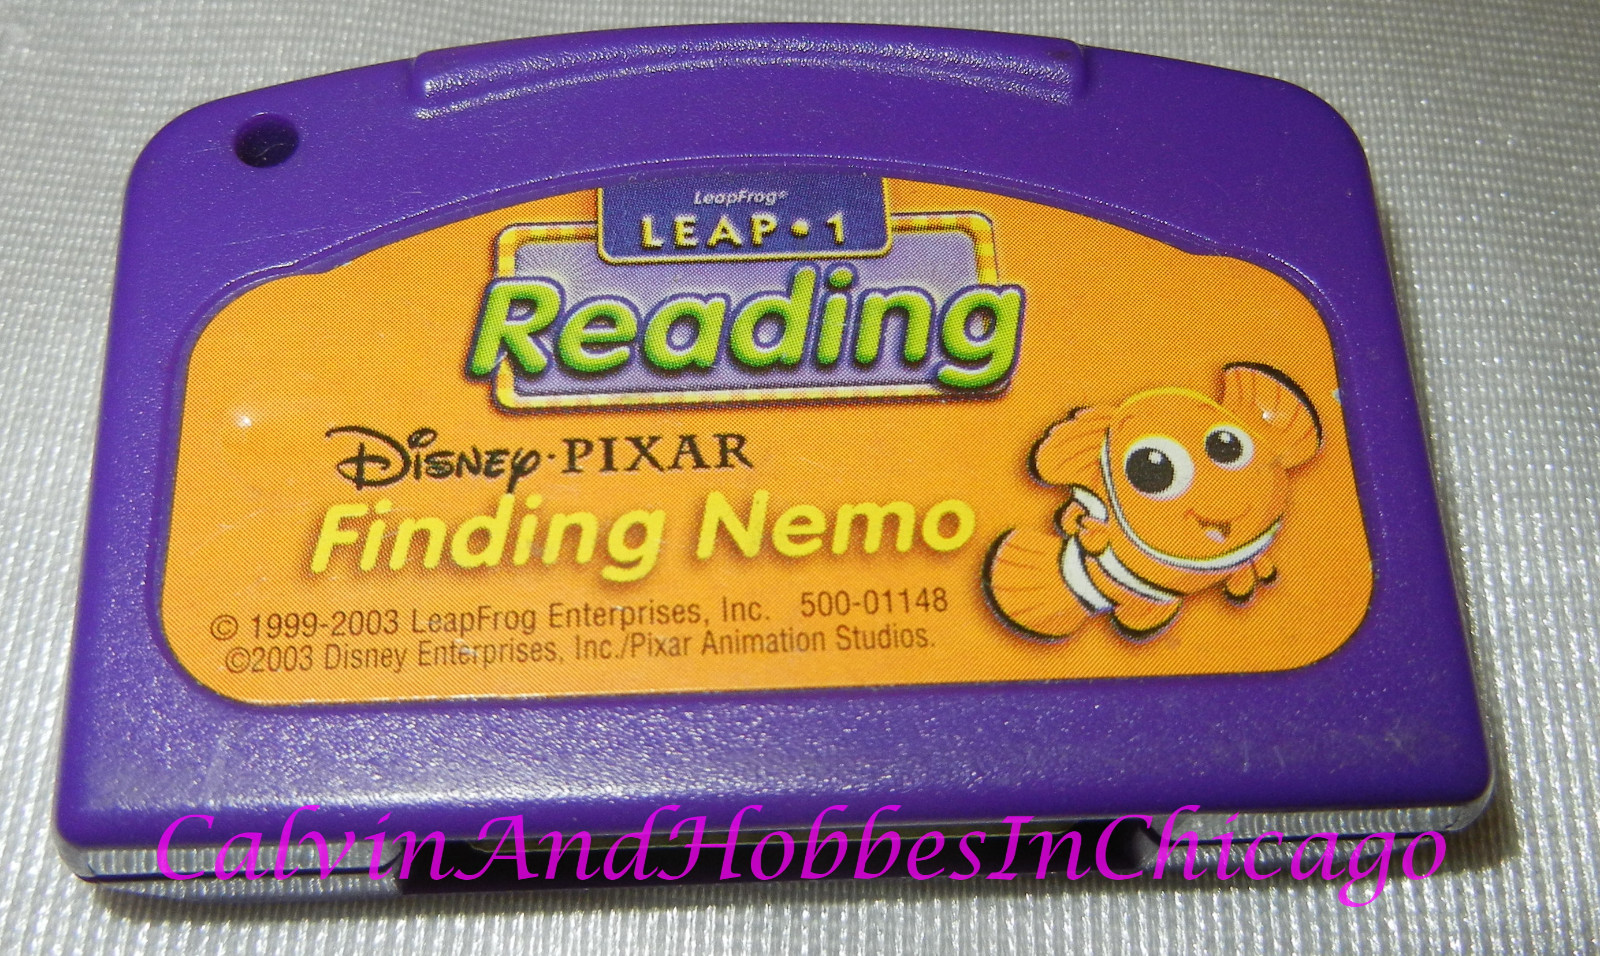 LeapFrog®
LEAP•1
Reading
Disney·PIXAR
Finding Nemo
© 1999-2003 LeapFrog Enterprises, Inc. 500-01148
©2003 Disney Enterprises, Inc./Pixar Animation Studios.
CalvinAndHobbesInChicago